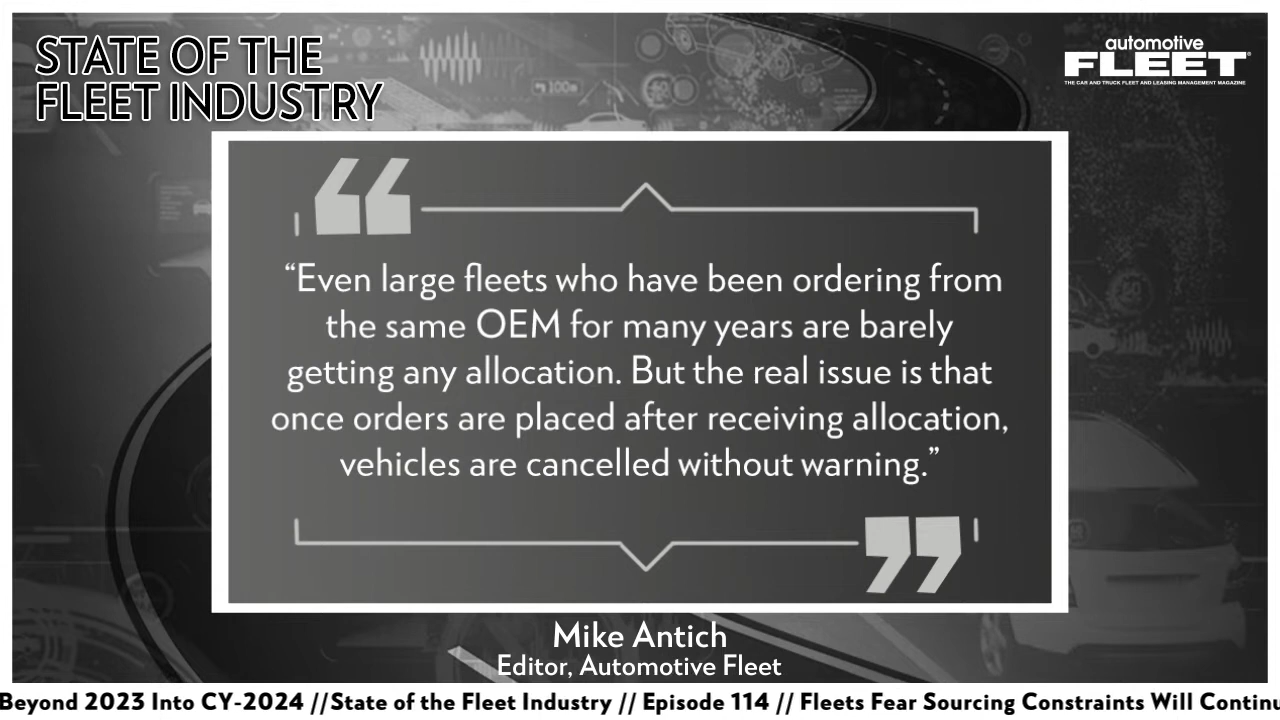 STATE OF THE
FLEET INDUSTRY
automotive
FLEET®
THE CAR AND TRUCK FLEET AND LEASING MANAGEMENT MAGAZINE
“Even large fleets who have been ordering from
the same OEM for many years are barely
getting any allocation. But the real issue is that
once orders are placed after receiving allocation,
vehicles are cancelled without warning.”
Mike Antich
Editor, Automotive Fleet
Beyond 2023 Into CY-2024 //State of the Fleet Industry // Episode 114 // Fleets Fear Sourcing Constraints Will Continu